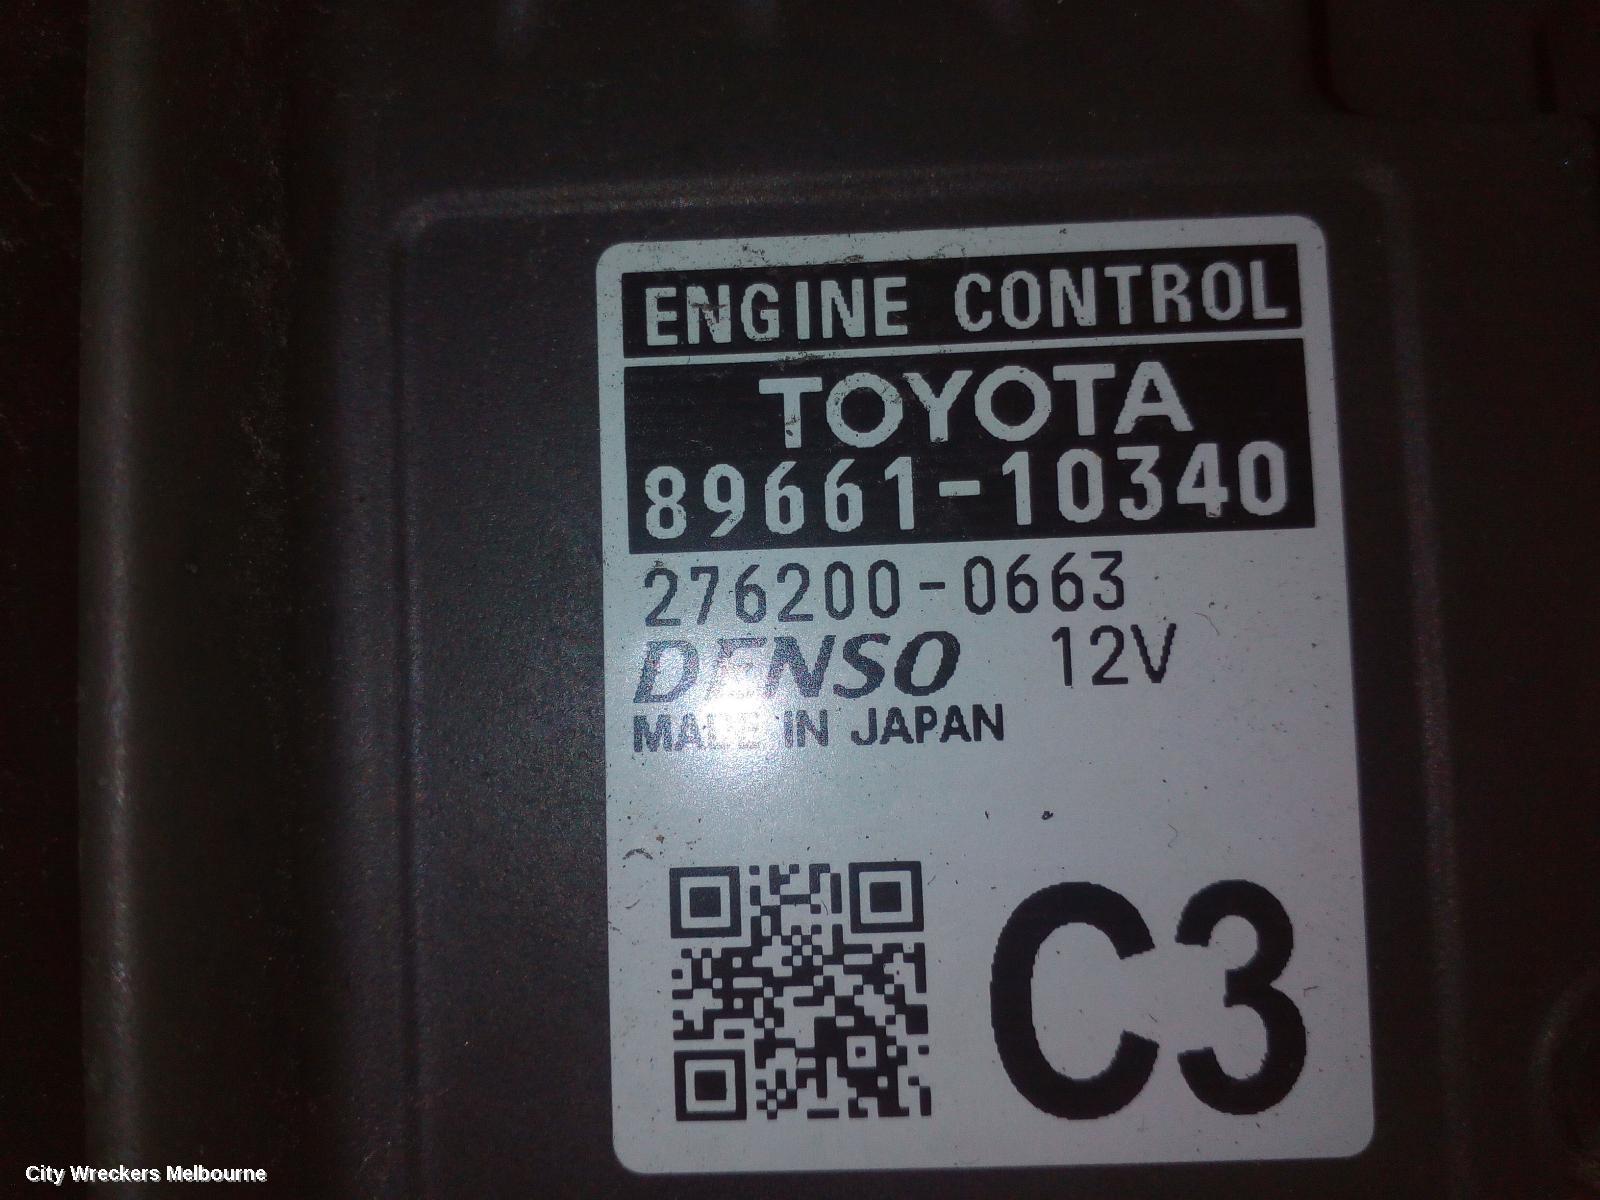 ENGINE CONTROL
TOYOTA
89661-10340
276200-0663
DENSO 12V
MADE IN JAPAN
C3
City Wreckers Melbourne